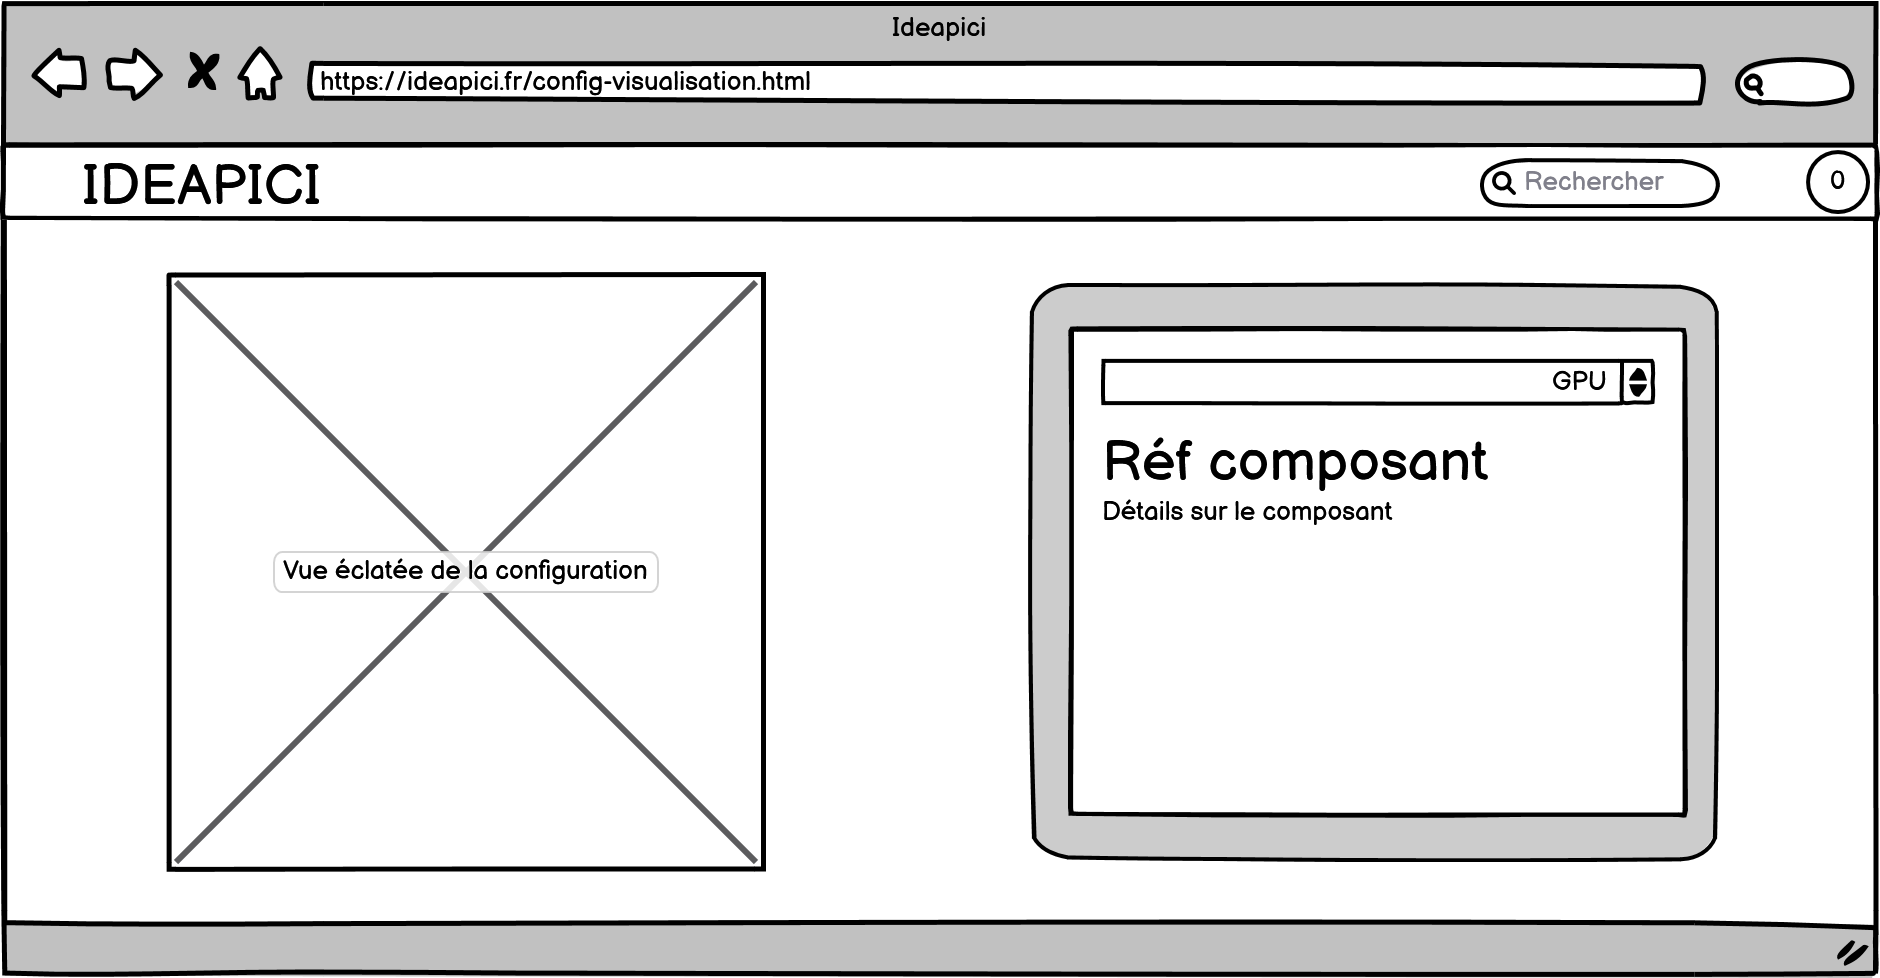 Ideapici
https://ideapici.fr/config-visualisation.html
IDEAPICI
Rechercher
0
GPU
Réf composant
Détails sur le composant
Vue éclatée de la configuration